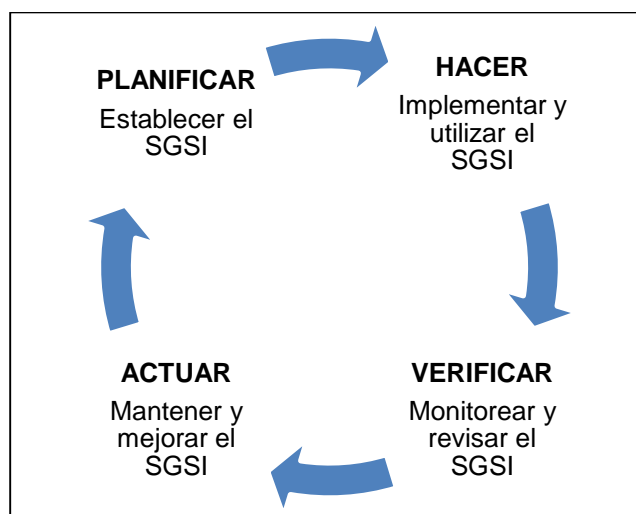 PLANIFICAR
Establecer el
SGSI
HACER
Implementar y
utilizar el
SGSI
VERIFICAR
Monitorear y
revisar el
SGSI
ACTUAR
Mantener y
mejorar el
SGSI